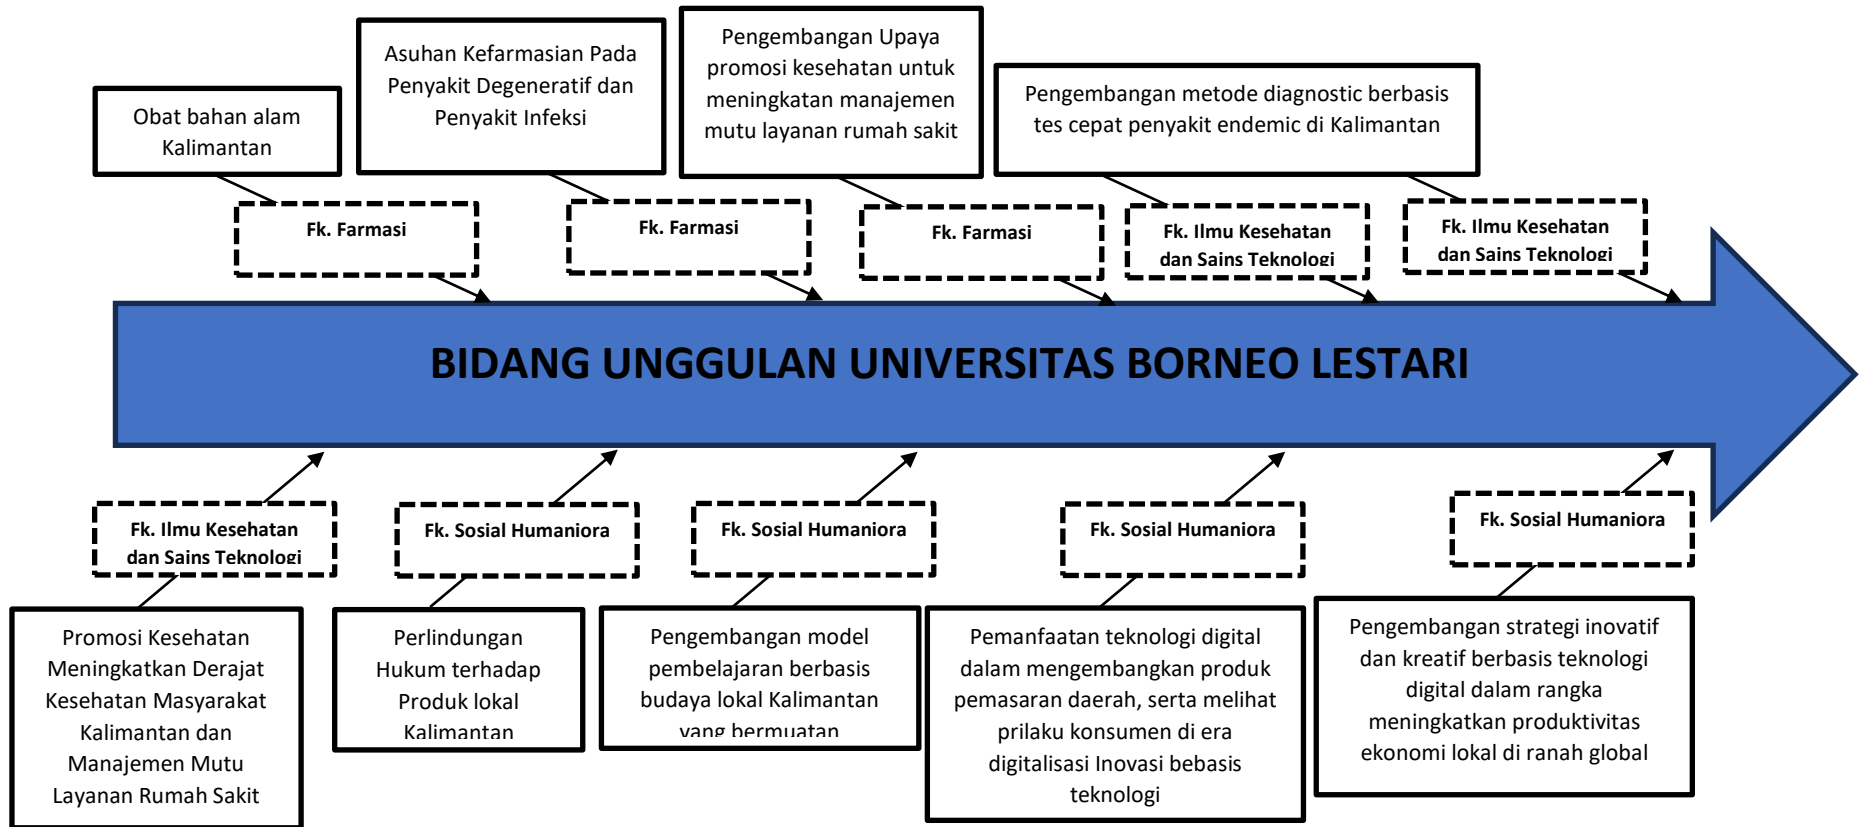 Obat bahan alam
Kalimantan
Asuhan Kefarmasian Pada
Penyakit Degeneratif dan
Penyakit Infeksi
Pengembangan Upaya
promosi kesehatan untuk
meningkatan manajemen
mutu layanan rumah sakit
Pengembangan metode diagnostic berbasis
tes cepat penyakit endemic di Kalimantan
Fk. Farmasi
Fk. Farmasi
Fk. Farmasi
Fk. Ilmu Kesehatan
dan Sains Teknologi
Fk. Ilmu Kesehatan
dan Sains Teknologi
BIDANG UNGGULAN UNIVERSITAS BORNEO LESTARI
Fk. Ilmu Kesehatan
dan Sains Teknologi
Fk. Sosial Humaniora
Fk. Sosial Humaniora
Fk. Sosial Humaniora
Fk. Sosial Humaniora
Promosi Kesehatan
Meningkatkan Derajat
Kesehatan Masyarakat
Kalimantan dan
Manajemen Mutu
Layanan Rumah Sakit
Perlindungan
Hukum terhadap
Produk lokal
Kalimantan
Pengembangan model
pembelajaran berbasis
budaya lokal Kalimantan
yang bermuatan
Pemanfaatan teknologi digital
dalam mengembangkan produk
pemasaran daerah, serta melihat
prilaku konsumen di era
digitalisasi Inovasi bebasis
teknologi
Pengembangan strategi inovatif
dan kreatif berbasis teknologi
digital dalam rangka
meningkatkan produktivitas
ekonomi lokal di ranah global